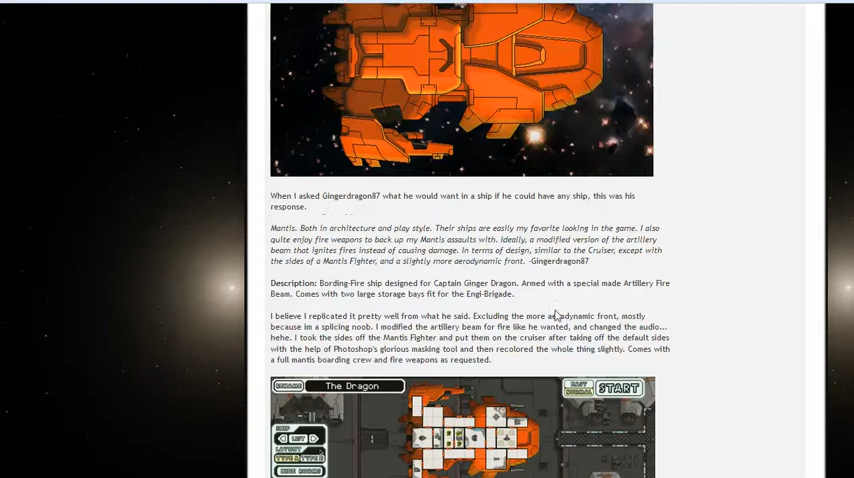 When I asked Gingerdragon87 what he would want in a ship if he could have any ship, this was his
response.
Mantis. Both in architecture and play style. Their ships are easily my favorite looking in the game. I also
quite enjoy fire weapons to back up my Mantis assaults with. Ideally, a modified version of the artillery
beam that ignites fires instead of causing damage. In terms of design, similar to the Cruiser, except with
the sides of a Mantis Fighter, and a slightly more aerodynamic front. -Gingerdragon87
Description: Bording-Fire ship designed for Captain Ginger Dragon. Armed with a special made Artillery Fire
Beam. Comes with two large storage bays fit for the Engi-Brigade.
I believe I replicated it pretty well from what he said. Excluding the more aerodynamic front, mostly
because im a splicing noob. I modified the artillery beam for fire like he wanted, and changed the audio...
hehe. I took the sides off the Mantis Fighter and put them on the cruiser after taking off the default sides
with the help of Photoshop's glorious masking tool and then recolored the whole thing slightly. Comes with
a full mantis boarding crew and fire weapons as requested.
RENAME The Dragon EASY NORMAL START
SHIP
LIST
LAYOUT
TYPE A TYPE B
HIDE ROOMS